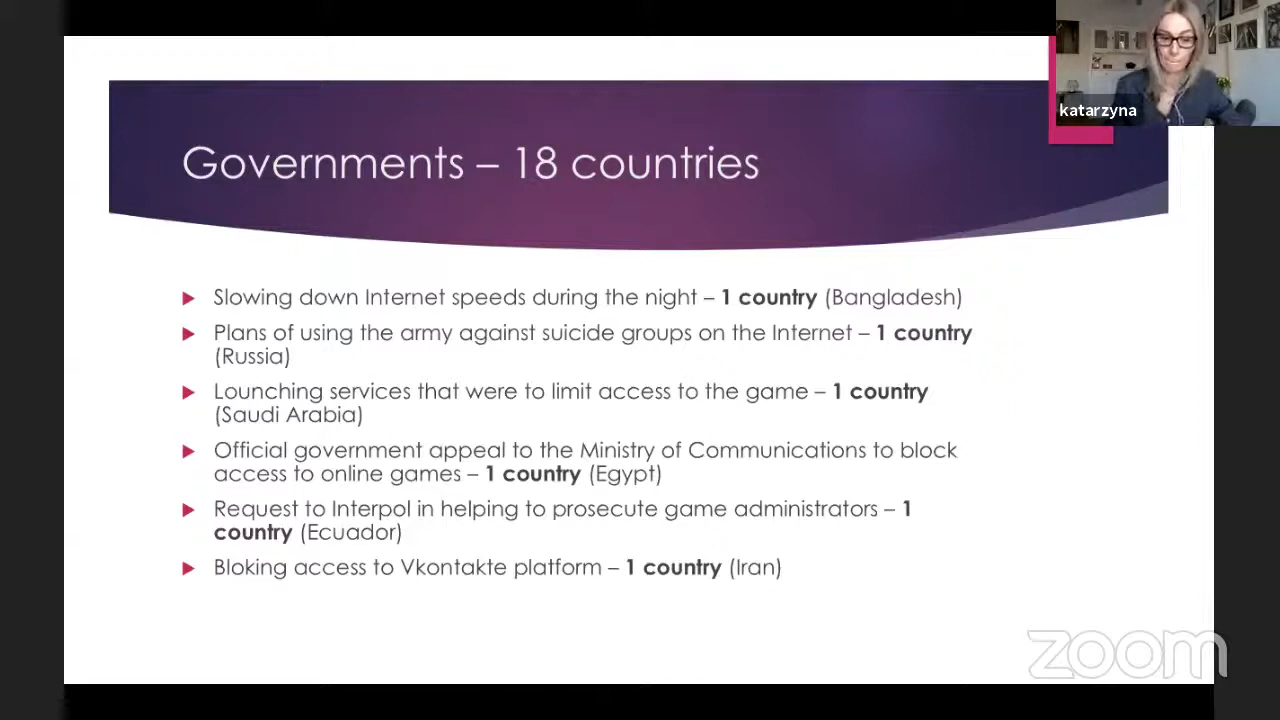 katarzyna
Governments – 18 countries
Slowing down Internet speeds during the night – 1 country (Bangladesh)
Plans of using the army against suicide groups on the Internet – 1 country
(Russia)
Lounching services that were to limit access to the game – 1 country
(Saudi Arabia)
Official government appeal to the Ministry of Communications to block
access to online games – 1 country (Egypt)
Request to Interpol in helping to prosecute game administrators – 1
country (Ecuador)
Bloking access to Vkontakte platform – 1 country (Iran)
zoom